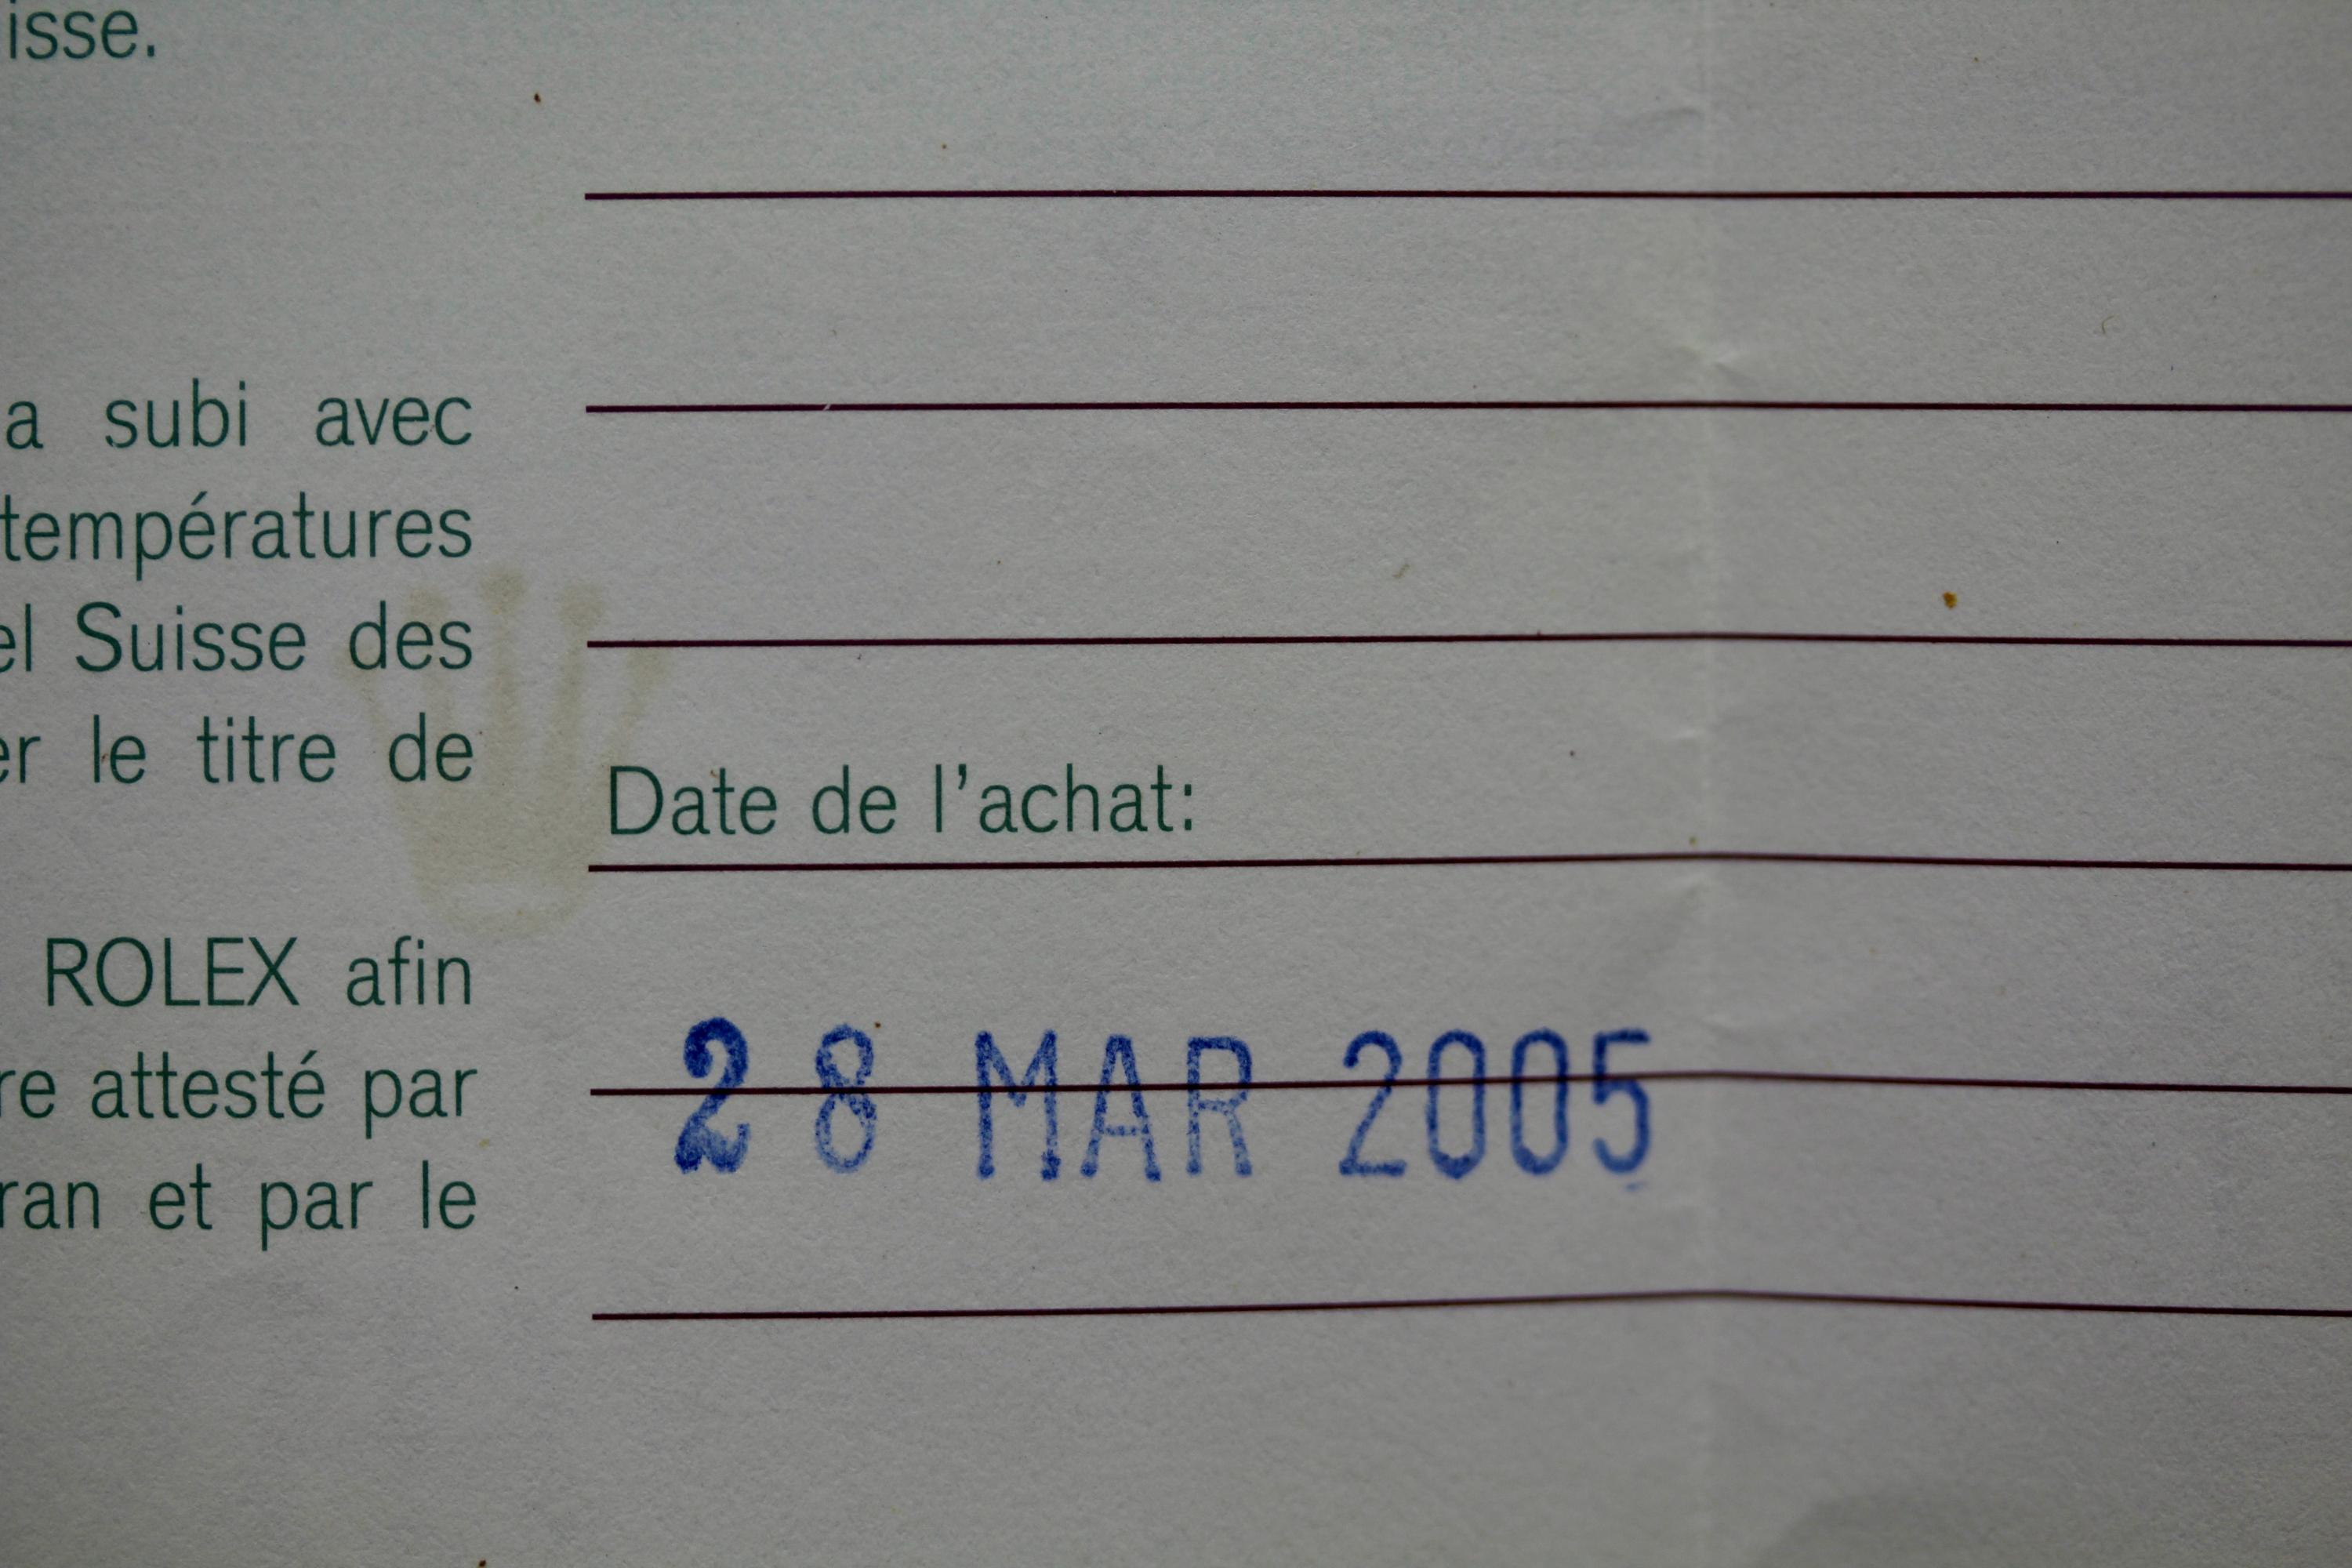 isse.
a subi avec
températures
el Suisse des
er le titre de
ROLEX afin
re attesté par
ran et par le
Date de l'achat:
28 MAR 2005